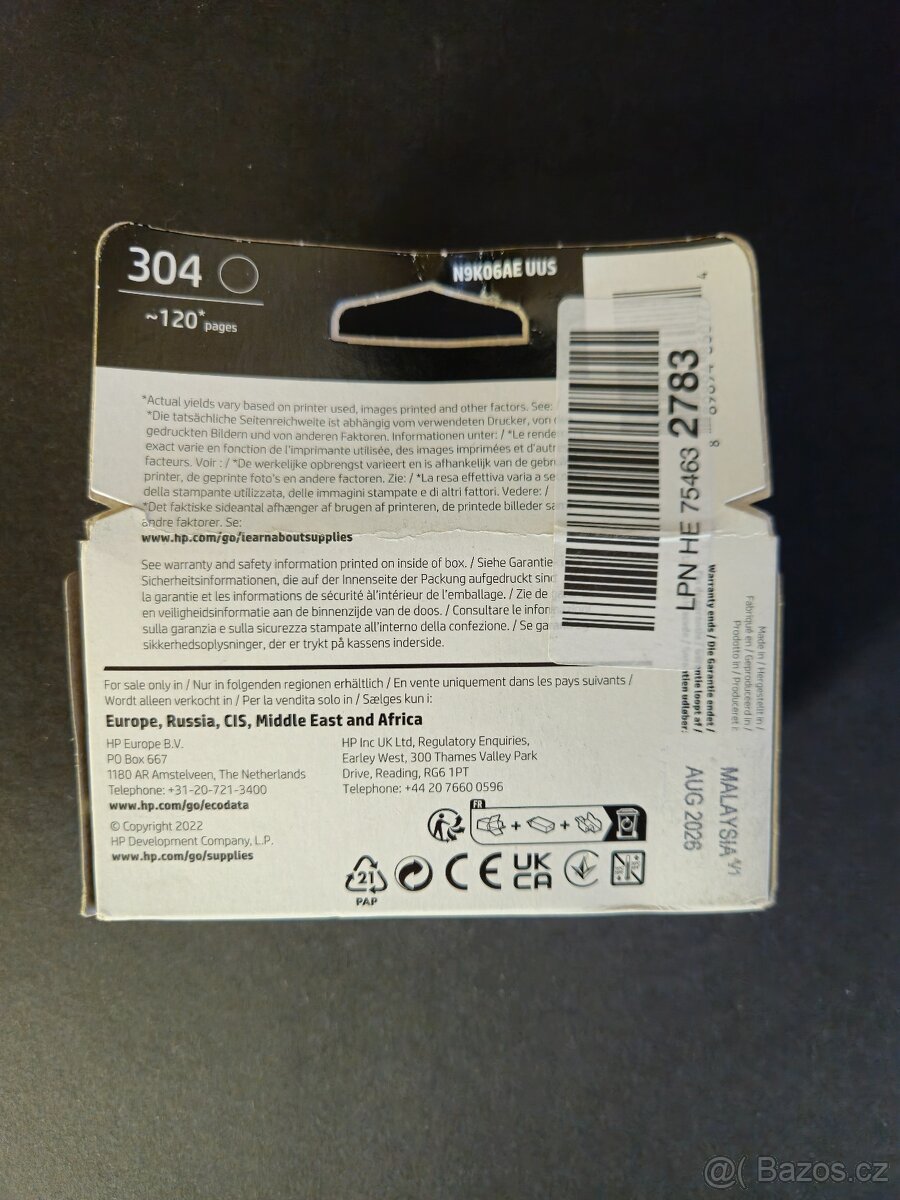 304
N9K06AE UUS
~120* pages
*Actual yields vary based on printer used, images printed and other factors. See:
*Die tatsächliche Seitenreichweite ist abhängig vom verwendeten Drucker, von
gedruckten Bildern und von anderen Faktoren. Informationen unter: / *Le
exact varie en fonction de l'imprimante utilisée, des images imprimées et
facteurs. Voir : / *De werkelijke opbrengst varieert en is afhankelijk van de
printer, de geprinte foto's en andere factoren. Zie: / *La resa effettiva varia a
della stampante utilizzata, delle immagini stampate e di altri fattori. Vedere: /
*Det faktiske sideantal afhænger af brugen af printeren, de printede billeder
andre faktorer. Se:
www.hp.com/go/learnaboutsupplies
See warranty and safety information printed on inside of box. / Siehe Garantie
Sicherheitsinformationen, die auf der Innenseite der Packung aufgedruckt
la garantie et les informations de sécurité à l'intérieur de l'emballage. / Zie de
en veiligheidsinformatie aan de binnenzijde van de doos. / Consultare le
sulla garanzia e sulla sicurezza stampate all'interno della confezione. / Se
sikkerhedsoplysninger, der er trykt på kassens inderside.
LPN HE 75463 2783
For sale only in / Nur in folgenden regionen erhältlich / En vente uniquement dans les pays suivants /
Wordt alleen verkocht in / Per la vendita solo in / Sælges kun i:
Europe, Russia, CIS, Middle East and Africa
HP Europe B.V.
PO Box 667
1180 AR Amstelveen, The Netherlands
Telephone: +31-20-721-3400
www.hp.com/go/ecodata
© Copyright 2022
HP Development Company, L.P.
www.hp.com/go/supplies
HP Inc UK Ltd, Regulatory Enquiries,
Earley West, 300 Thames Valley Park
Drive, Reading, RG6 1PT
Telephone: +44 20 7660 0596
FR
21
PAP
CE
UK
CA
Made in / Hergestellt in /
Fabriqué en / Geproduceerd in /
Prodotto in / Produceret i:
MALAYSIA
Warranty ends / Die Garantie endet /
loopt af /
udløber:
AUG 2026
@( Bazos.cz